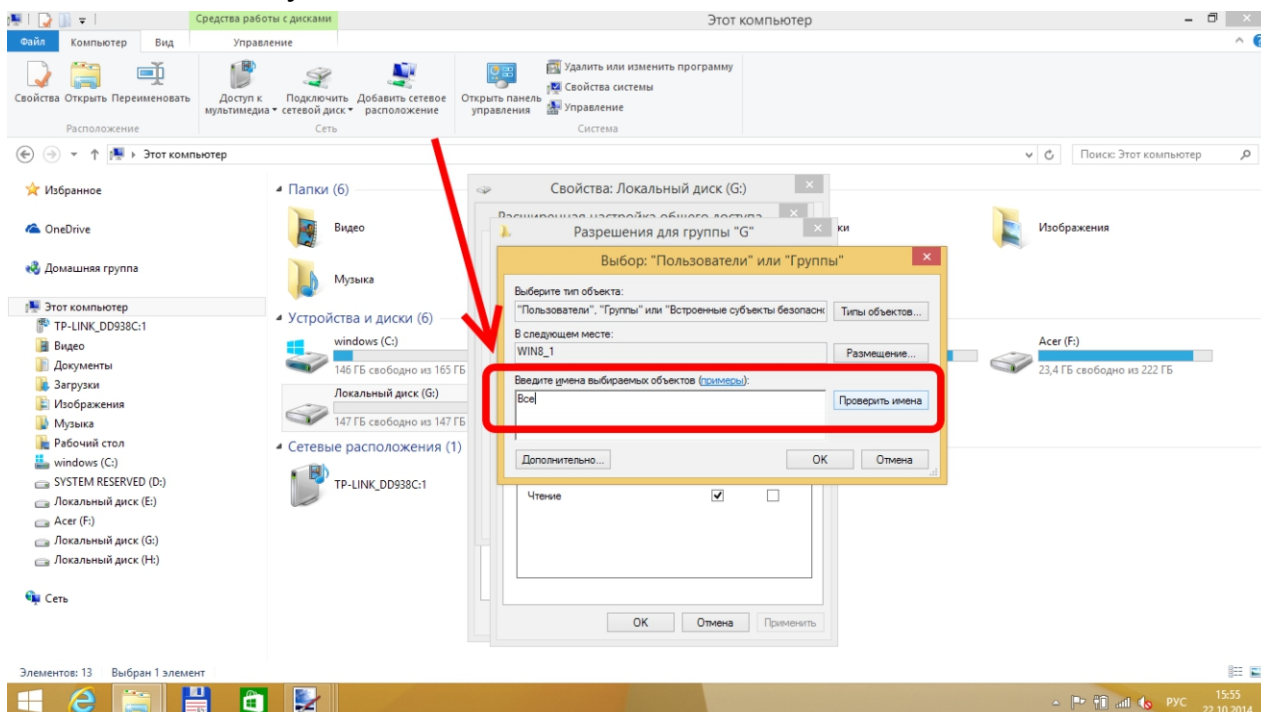 Средства работы с дисками
Этот компьютер
Файл Компьютер Вид Управление
Свойства Открыть Переименовать
Доступ к мультимедиа
Подключить сетевой диск
Добавить сетевое расположение
Открыть панель управления
Удалить или изменить программу
Свойства системы
Управление
Расположение
Сеть
Система
Этот компьютер
Поиск: Этот компьютер
Избранное
OneDrive
Домашняя группа
Этот компьютер
TP-LINK_DD938C:1
Видео
Документы
Загрузки
Изображения
Музыка
Рабочий стол
windows (C:)
SYSTEM RESERVED (D:)
Локальный диск (E:)
Acer (F:)
Локальный диск (G:)
Локальный диск (H:)
Сеть
Папки (6)
Видео
Изображения
Музыка
Устройства и диски (6)
windows (C:)
146 ГБ свободно из 165 ГБ
Acer (F:)
23,4 ГБ свободно из 222 ГБ
Локальный диск (G:)
147 ГБ свободно из 147 ГБ
Сетевые расположения (1)
TP-LINK_DD938C:1
Свойства: Локальный диск (G:)
Расширенная настройка общего доступа
Разрешения для группы "G"
Выбор: "Пользователи" или "Группы"
Выберите тип объекта:
"Пользователи", "Группы" или "Встроенные субъекты безопасн
Типы объектов...
В следующем месте:
WIN8_1
Размещение...
Введите имена выбираемых объектов (примеры):
Все
Проверить имена
Дополнительно...
ОК
Отмена
Чтение
ОК
Отмена
Применить
Элементов: 13 Выбран 1 элемент
РУС
15:55
22.10.2014